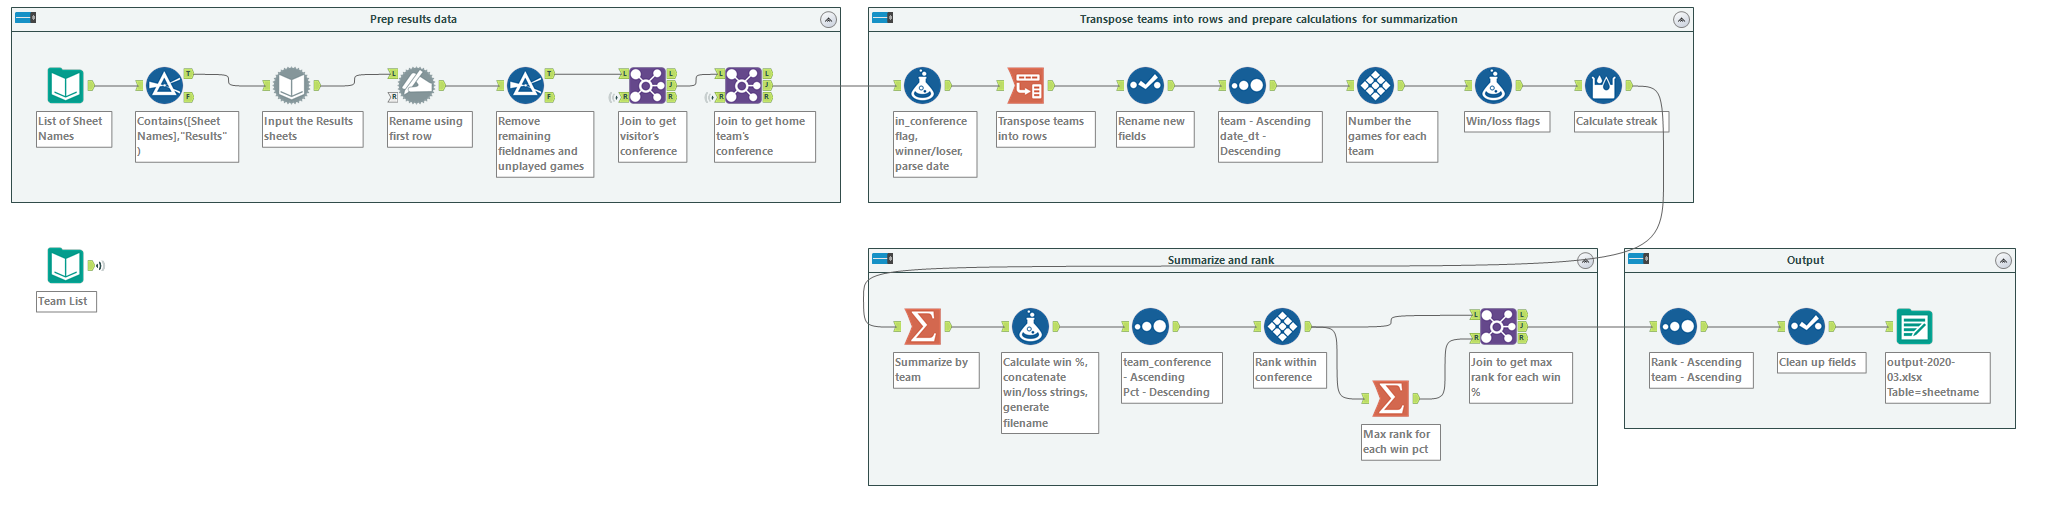 Prep results data
List of Sheet
Names
Contains([Sheet
Names],"Results"
)
Input the Results
sheets
Rename using
first row
Remove
remaining
fieldnames and
unplayed games
Join to get
visitor's
conference
Join to get home
team's
conference
T
F
L
R
T
F
L
R
L
J
R
L
R
L
J
R
Transpose teams into rows and prepare calculations for summarization
in_conference
flag,
winner/loser,
parse date
Transpose teams
into rows
Rename new
fields
team - Ascending
date_dt -
Descending
Number the
games for each
team
Win/loss flags
Calculate streak
Team List
Summarize and rank
Summarize by
team
Calculate win %,
concatenate
win/loss strings,
generate
filename
team_conference
- Ascending
Pct - Descending
Rank within
conference
Max rank for
each win pct
L
R
L
J
R
Join to get max
rank for each win
%
Output
Rank - Ascending
team - Ascending
Clean up fields
output-2020-
03.xlsx
Table=sheetname